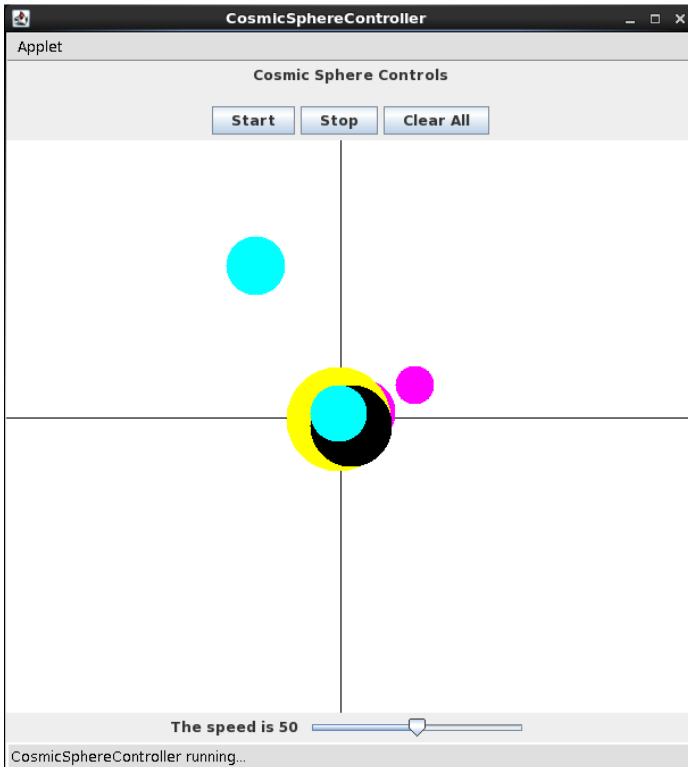 CosmicSphereController
Applet
Cosmic Sphere Controls
Start Stop Clear All
The speed is 50
CosmicSphereController running...